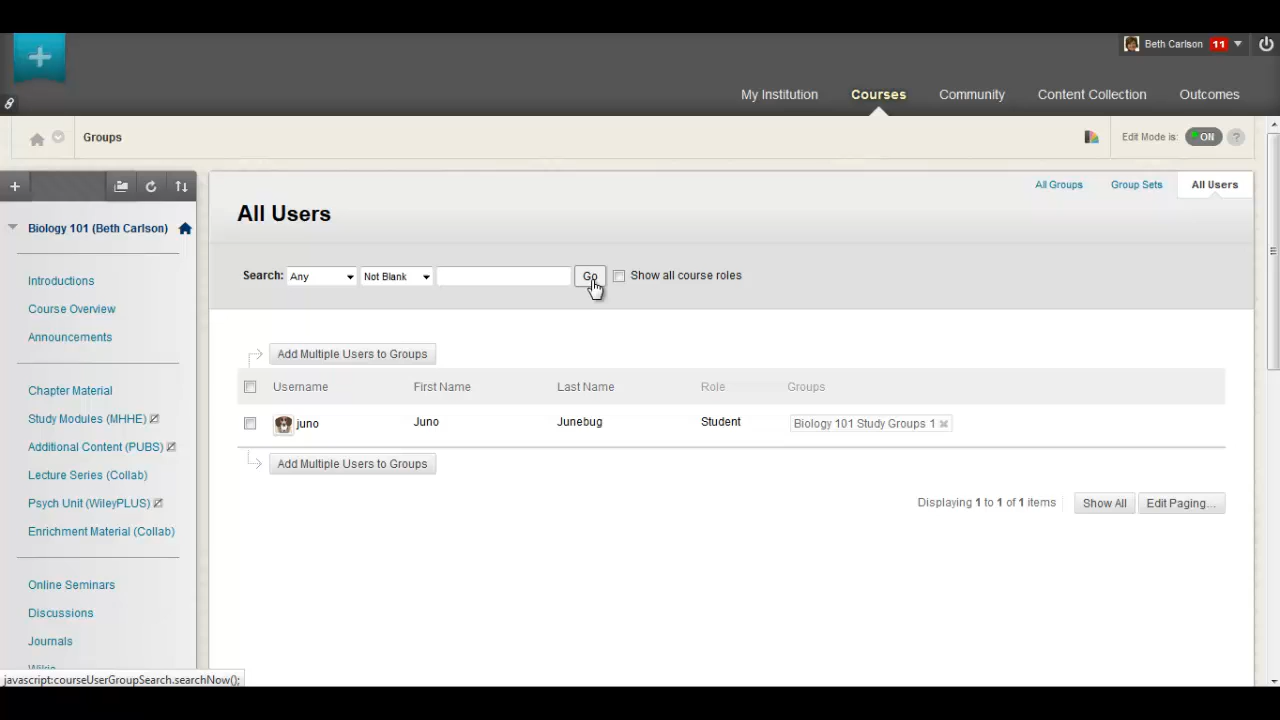 Beth Carlson 11
My Institution Courses Community Content Collection Outcomes
Groups Edit Mode is: ON ?
All Groups Group Sets All Users
All Users
Biology 101 (Beth Carlson)
Search: Any Not Blank Go Show all course roles
Introductions
Course Overview
Announcements
Add Multiple Users to Groups
Username First Name Last Name Role Groups
Chapter Material
Study Modules (MHHE)
juno Juno Junebug Student Biology 101 Study Groups 1
Additional Content (PUBS)
Add Multiple Users to Groups
Lecture Series (Collab)
Psych Unit (WileyPLUS)
Displaying 1 to 1 of 1 items Show All Edit Paging...
Enrichment Material (Collab)
Online Seminars
Discussions
Journals
Wikis
javascript:courseUserGroupSearch.searchNow();